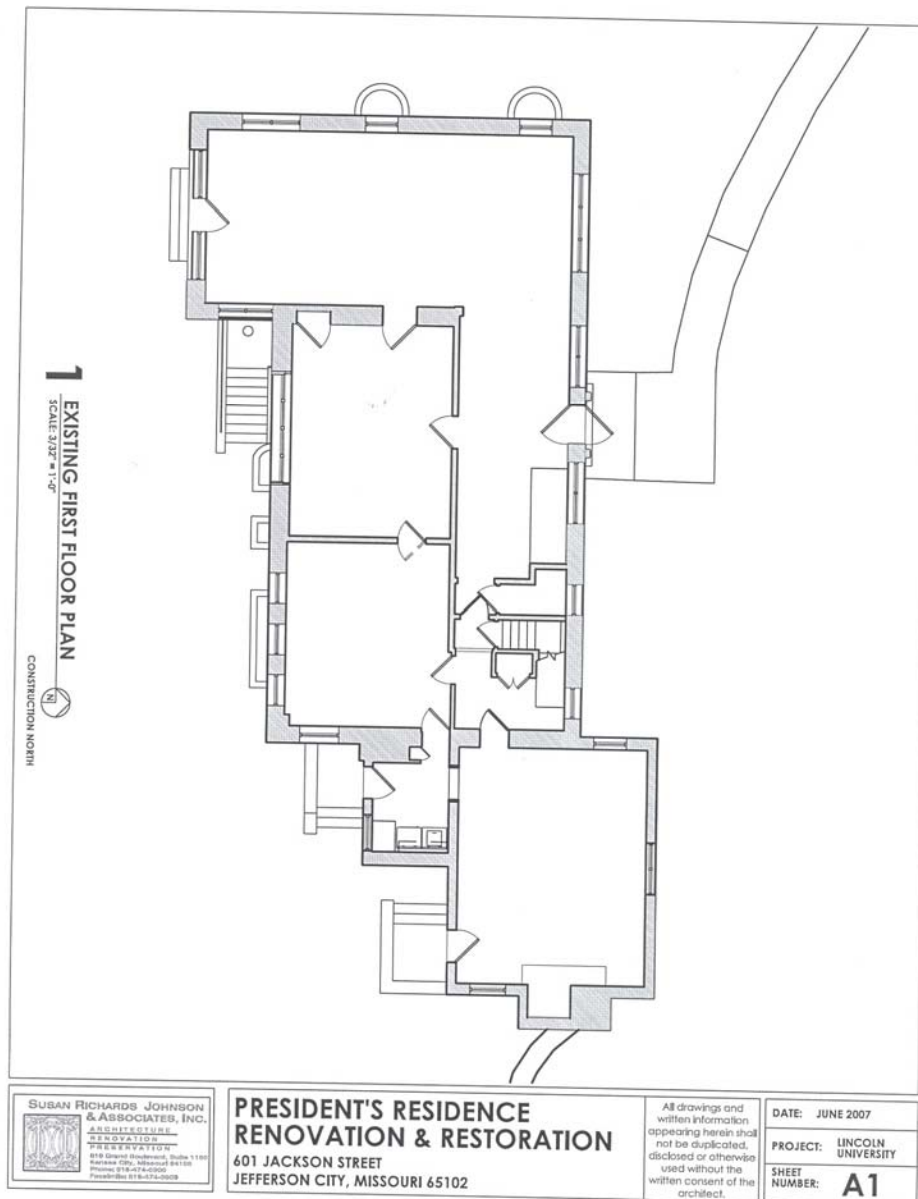 1
EXISTING FIRST FLOOR PLAN
SCALE: 3/32" = 1'-0"
N
CONSTRUCTION NORTH
SUSAN RICHARDS JOHNSON
& ASSOCIATES, INC.
ARCHITECTURE
RENOVATION
PRESERVATION
Kansas City, Missouri
PRESIDENT'S RESIDENCE
RENOVATION & RESTORATION
601 JACKSON STREET
JEFFERSON CITY, MISSOURI 65102
All drawings and
written information
appearing herein shall
not be duplicated,
disclosed or otherwise
used without the
written consent of the
architect.
DATE: JUNE 2007
PROJECT: LINCOLN
UNIVERSITY
SHEET
NUMBER: A1